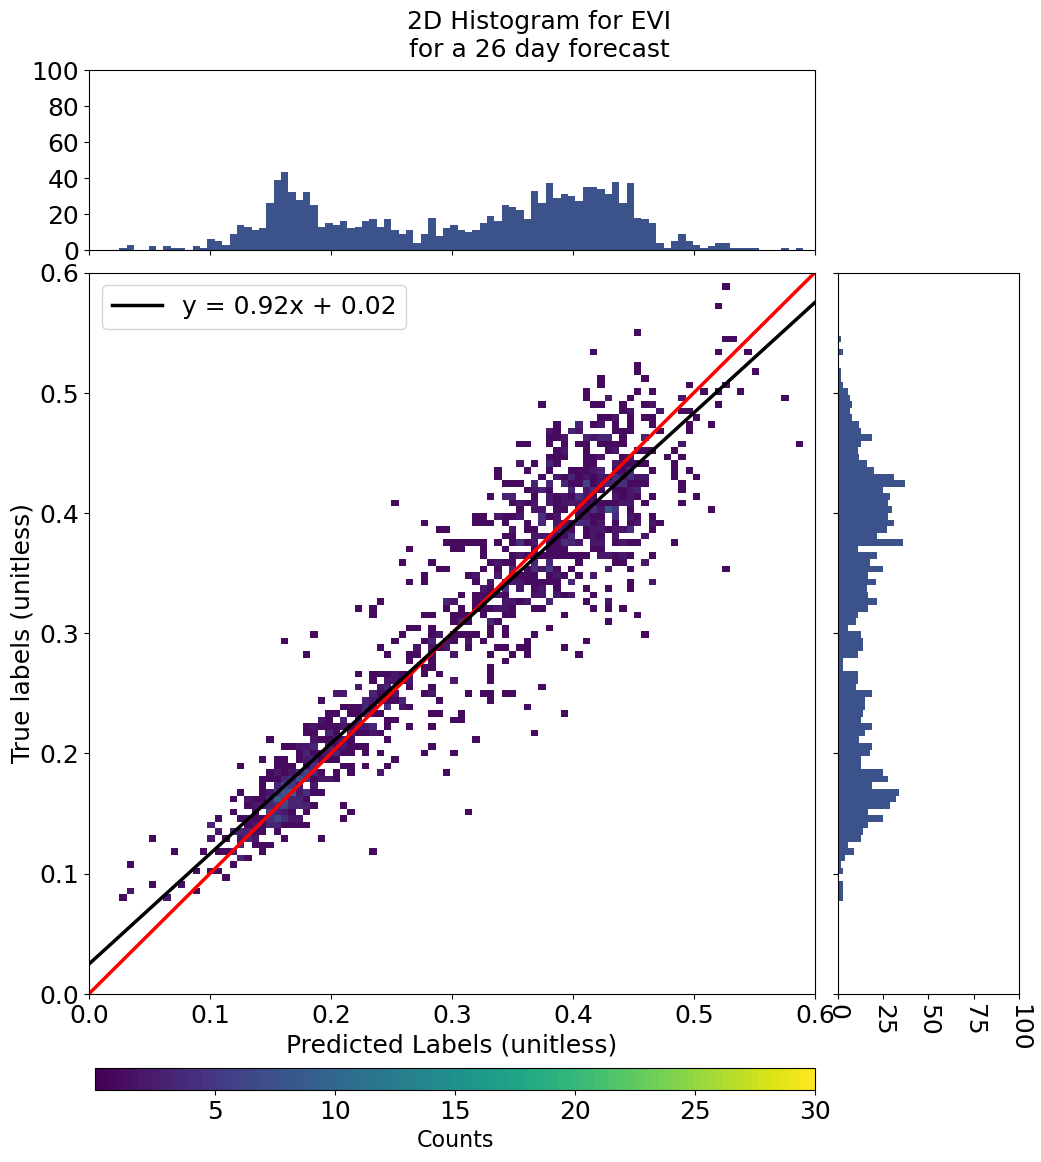 2D Histogram for EVI
for a 26 day forecast
100
80
60
40
20
0
0.6
0.5
0.4
0.3
0.2
0.1
0.0
True labels (unitless)
y = 0.92x + 0.02
0.0 0.1 0.2 0.3 0.4 0.5 0.6
Predicted Labels (unitless)
0 25 50 75 100
5 10 15 20 25 30
Counts